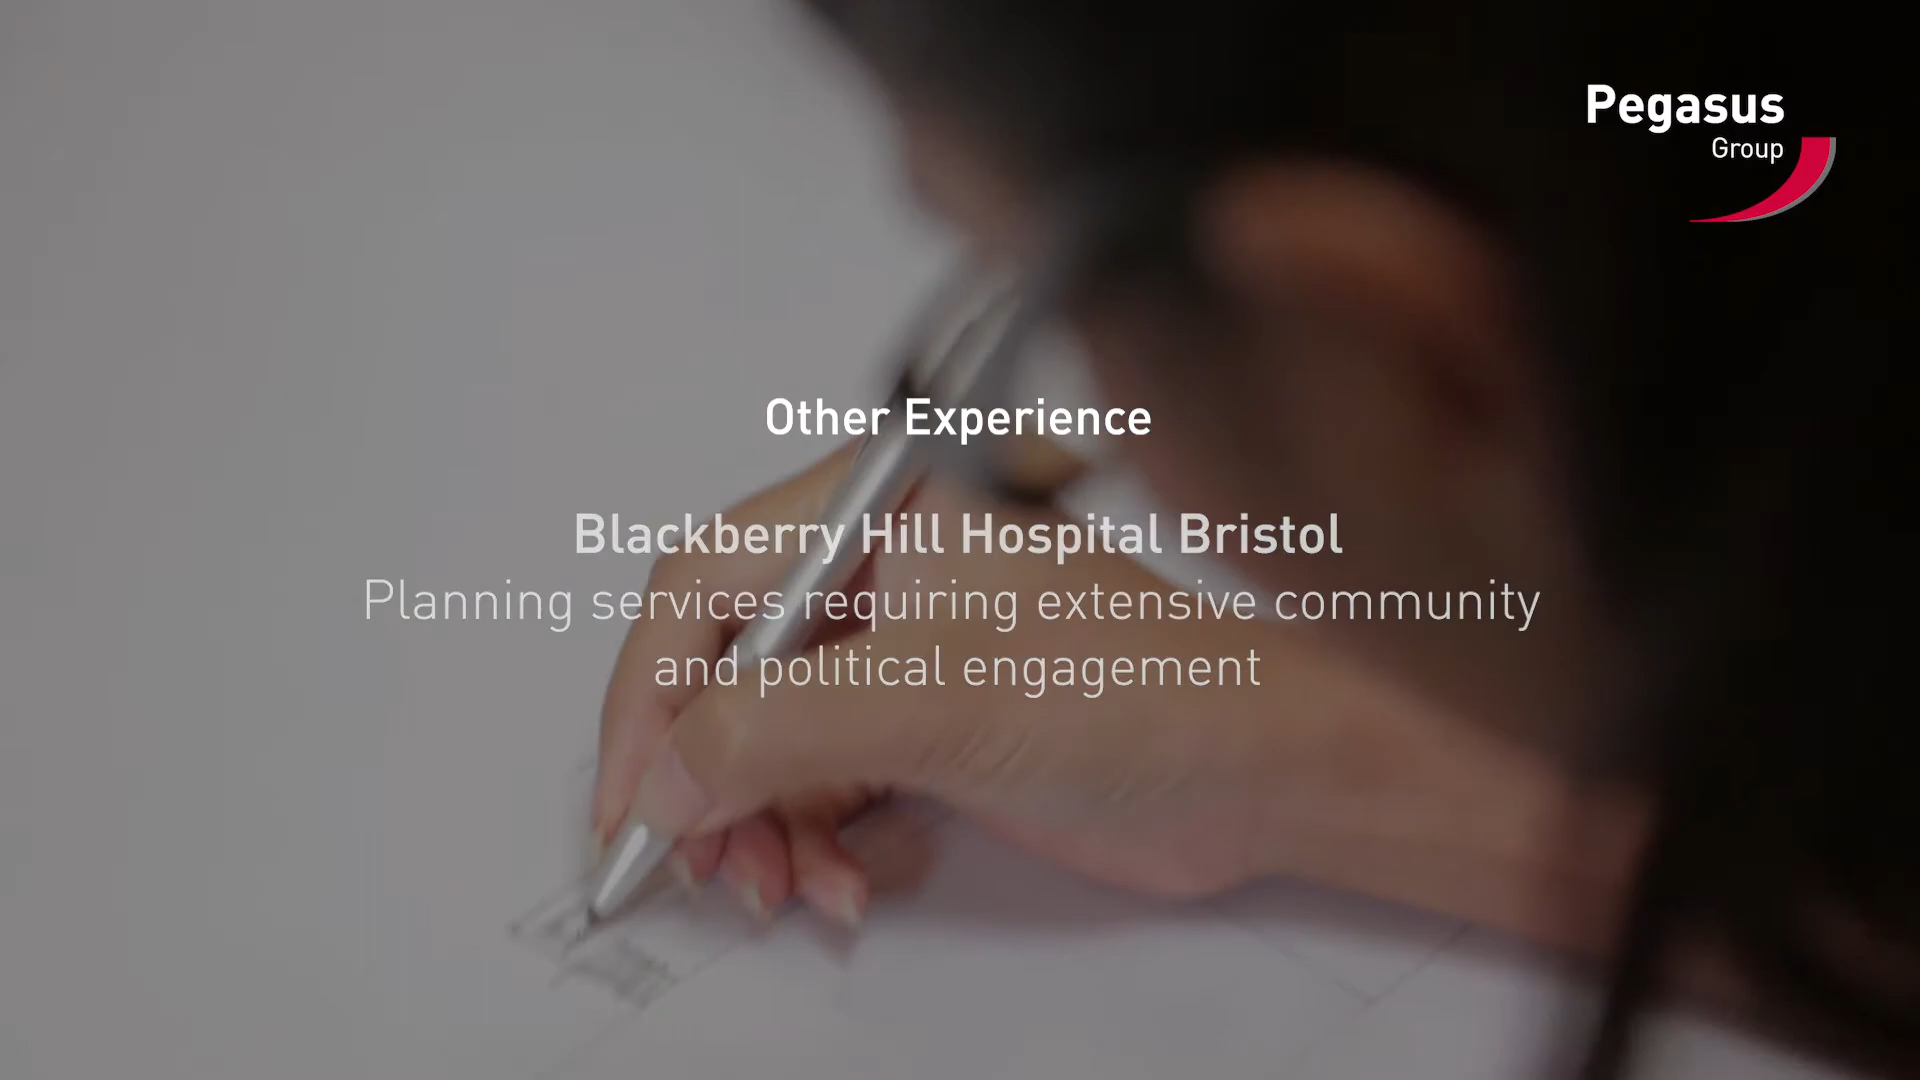 Pegasus
Group
Other Experience
Blackberry Hill Hospital Bristol
Planning services requiring extensive community
and political engagement